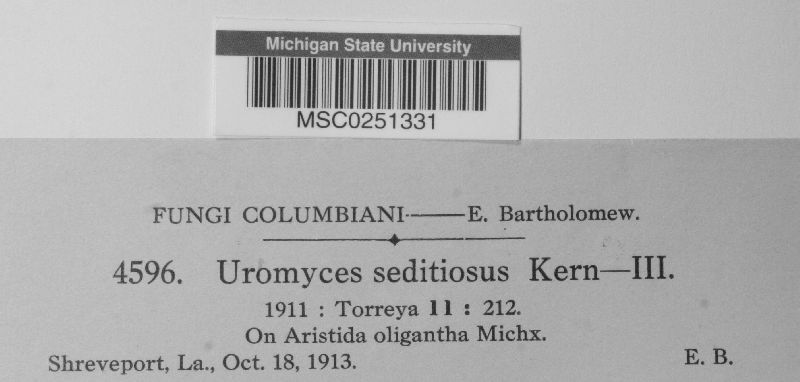 Michigan State University
MSC0251331
FUNGI COLUMBIANI——E. Bartholomew.
4596. Uromyces seditiosus Kern—III.
1911 : Torreya 11 : 212.
On Aristida oligantha Michx.
Shreveport, La., Oct. 18, 1913. E. B.